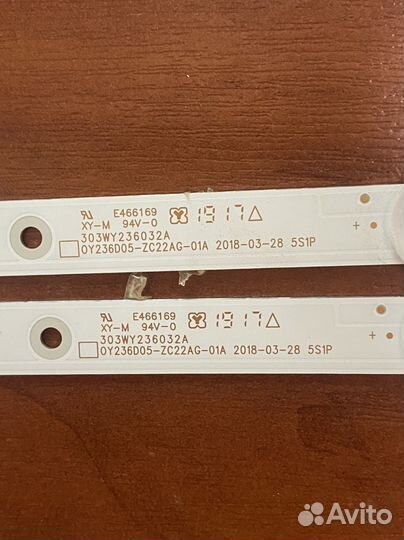 E466169 1917
XY-M 94V-0
303WY236032A
0Y236D05-ZC22AG-01A 2018-03-28 5S1P
+
E466169 1917
XY-M 94V-0
303WY236032A
0Y236D05-ZC22AG-01A 2018-03-28 5S1P
+
Avito